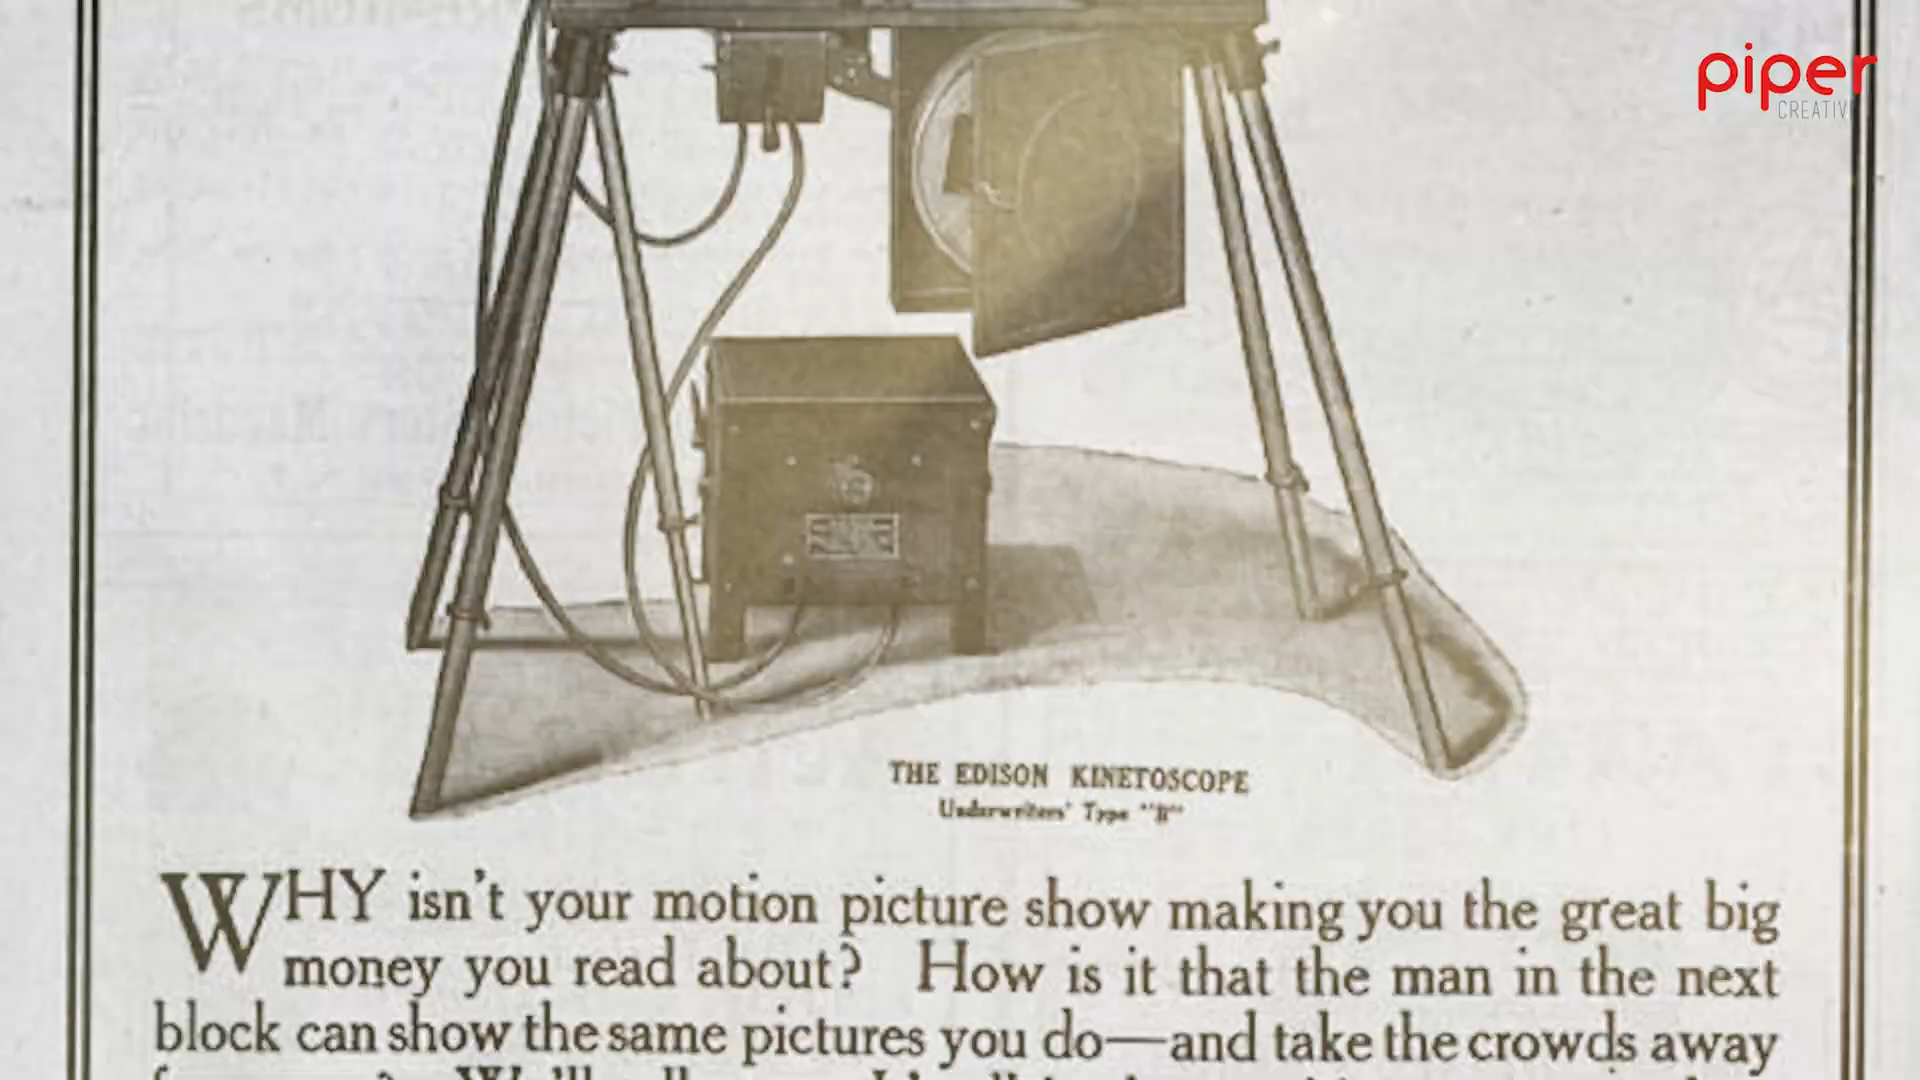 piper
CREATIVE
THE EDISON KINETOSCOPE
Underwriters' Type "B"
WHY isn't your motion picture show making you the great big
money you read about? How is it that the man in the next
block can show the same pictures you do—and take the crowds away